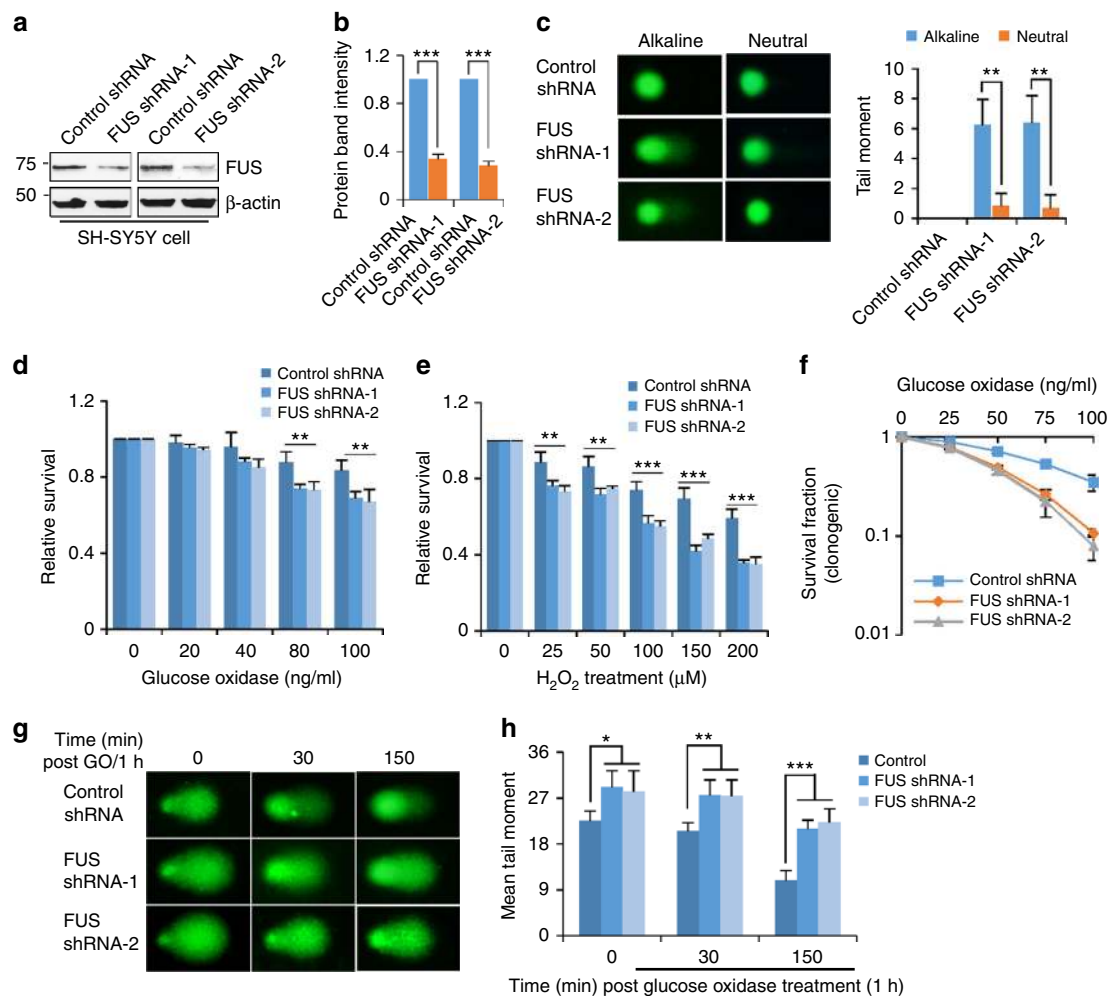 a
Control shRNA
FUS shRNA-1
Control shRNA
FUS shRNA-2
75
FUS
50
β-actin
SH-SY5Y cell
b
Protein band intensity
1.2
0.8
0.4
0
***
***
Control shRNA
FUS shRNA-1
Control shRNA
FUS shRNA-2
c
Alkaline
Neutral
Control
shRNA
FUS
shRNA-1
FUS
shRNA-2
Alkaline
Neutral
Tail moment
10
8
6
4
2
0
**
**
Control shRNA
FUS shRNA-1
FUS shRNA-2
d
Control shRNA
FUS shRNA-1
FUS shRNA-2
Relative survival
1.2
0.8
0.4
0
**
**
0 20 40 80 100
Glucose oxidase (ng/ml)
e
Control shRNA
FUS shRNA-1
FUS shRNA-2
Relative survival
1.2
0.8
0.4
0
**
**
***
***
***
0 25 50 100 150 200
H₂O₂ treatment (μM)
f
Glucose oxidase (ng/ml)
0 25 50 75 100
Survival fraction
(clonogenic)
1
0.1
0.01
Control shRNA
FUS shRNA-1
FUS shRNA-2
g
Time (min)
post GO/1 h
0 30 150
Control
shRNA
FUS
shRNA-1
FUS
shRNA-2
h
Mean tail moment
36
27
18
9
0
*
**
***
Control
FUS shRNA-1
FUS shRNA-2
0 30 150
Time (min) post glucose oxidase treatment (1 h)